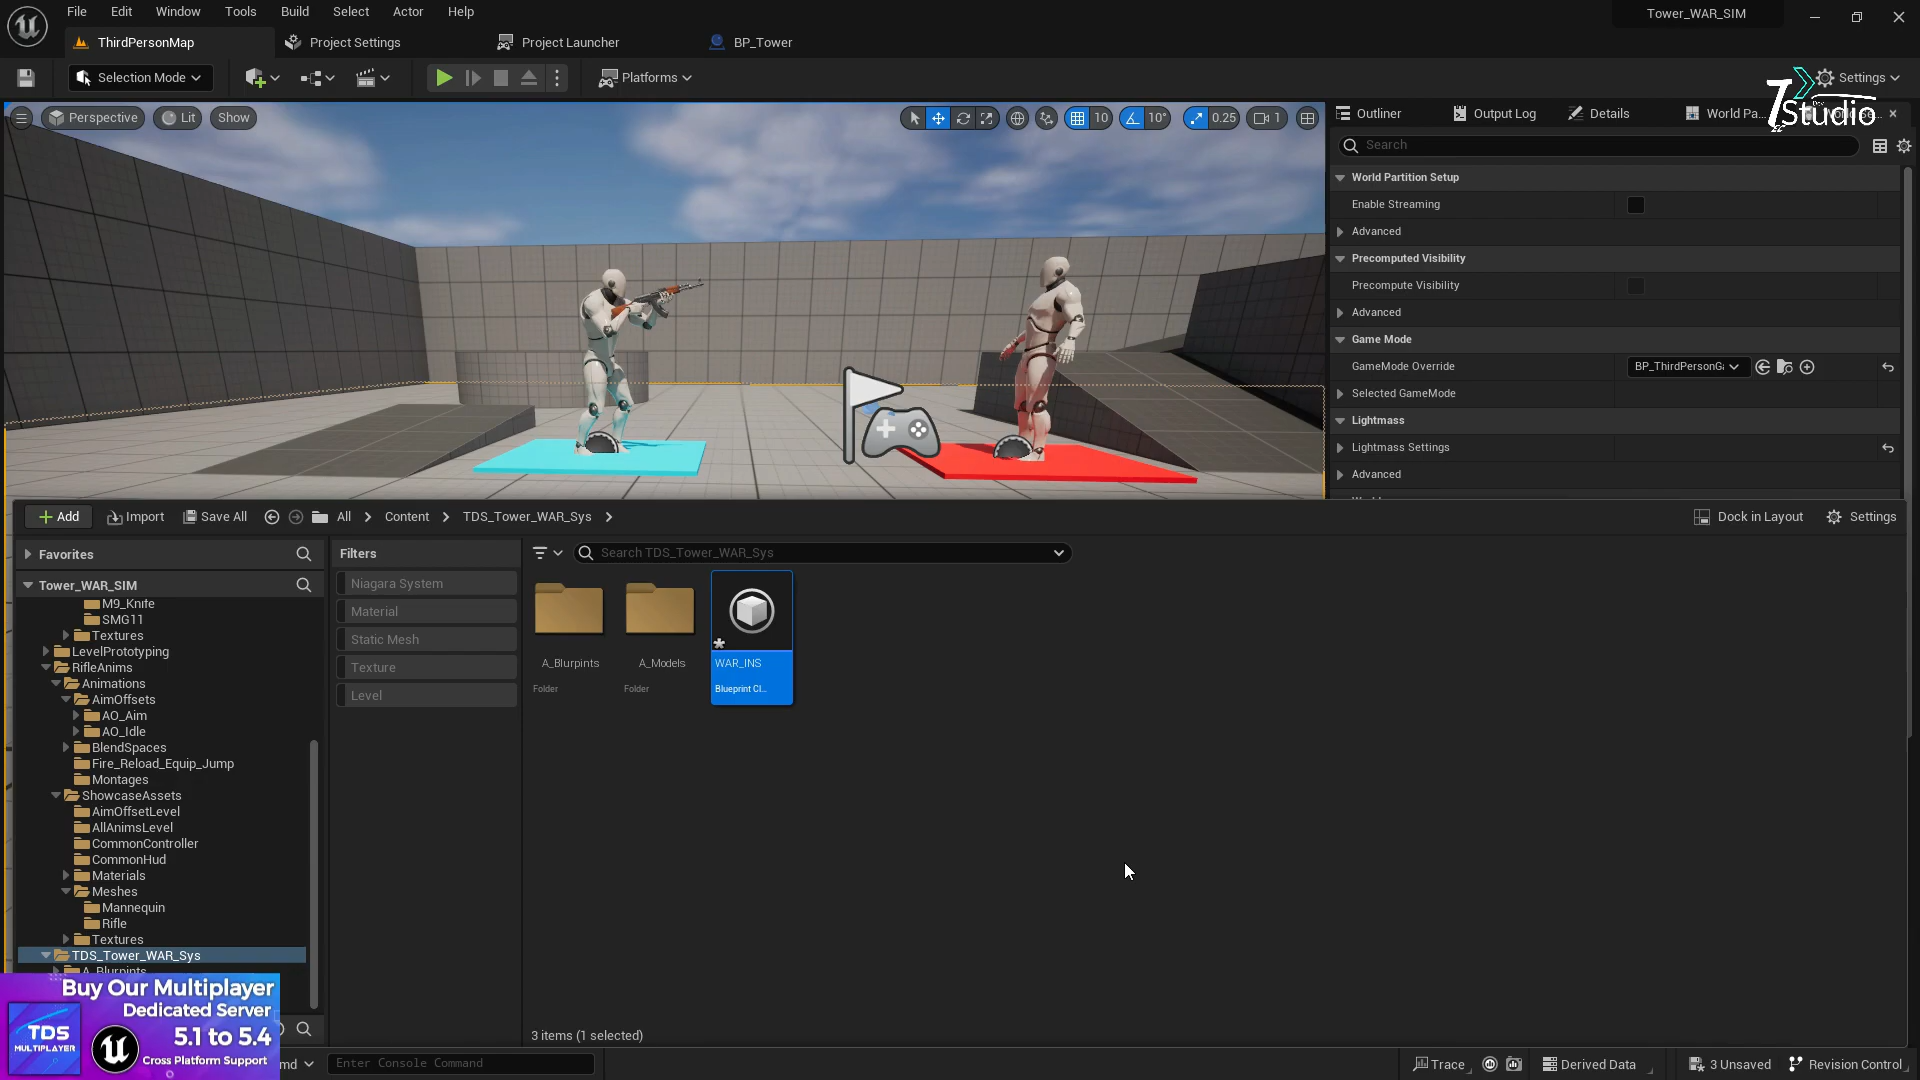 File Edit Window Tools Build Select Actor Help
Tower_WAR_SIM
ThirdPersonMap Project Settings Project Launcher BP_Tower
Selection Mode Platforms Settings
7 Dev Studio
Perspective Lit Show 10 10° 0.25 1
Outliner Output Log Details World Pa...
Search
World Partition Setup
Enable Streaming
Advanced
Precomputed Visibility
Precompute Visibility
Advanced
Game Mode
GameMode Override BP_ThirdPersonGa
Selected GameMode
Lightmass
Lightmass Settings
Advanced
Add Import Save All All Content TDS_Tower_WAR_Sys Dock in Layout Settings
Favorites
Tower_WAR_SIM
M9_Knife
SMG11
Textures
LevelPrototyping
RifleAnims
Animations
AimOffsets
AO_Aim
AO_Idle
BlendSpaces
Fire_Reload_Equip_Jump
Montages
ShowcaseAssets
AimOffsetLevel
AllAnimsLevel
CommonController
CommonHud
Materials
Meshes
Mannequin
Rifle
Textures
TDS_Tower_WAR_Sys
A_Blurpints
Filters
Niagara System
Material
Static Mesh
Texture
Level
Search TDS_Tower_WAR_Sys
A_Blurpints
Folder
A_Models
Folder
WAR_INS
Blueprint Cl...
3 items (1 selected)
Buy Our Multiplayer
Dedicated Server
5.1 to 5.4
Cross Platform Support
TDS
MULTIPLAYER
md Enter Console Command
Trace Derived Data 3 Unsaved Revision Control